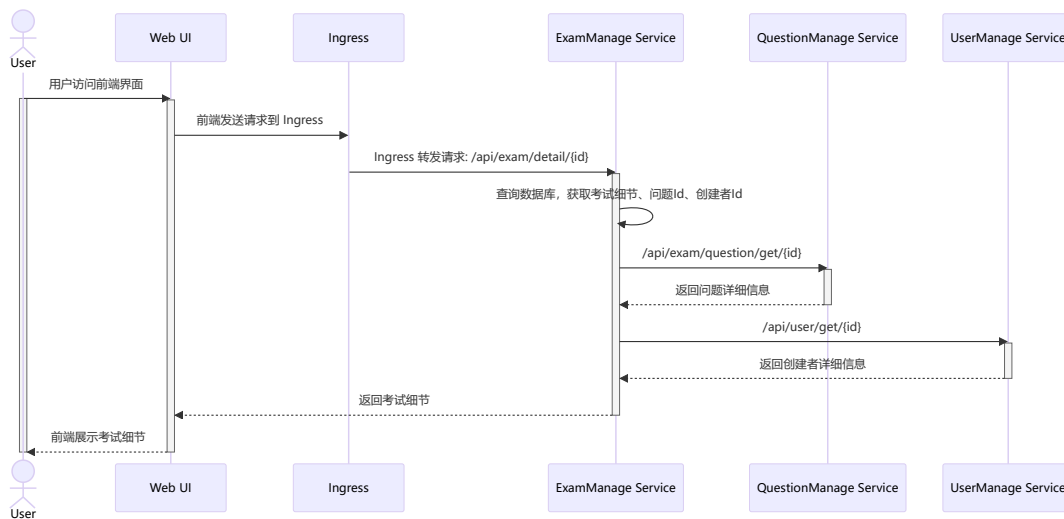 Web UI
Ingress
ExamManage Service
QuestionManage Service
UserManage Service
User
用户访问前端界面
前端发送请求到 Ingress
Ingress 转发请求: /api/exam/detail/{id}
查询数据库，获取考试细节、问题Id、创建者Id
/api/exam/question/get/{id}
返回问题详细信息
/api/user/get/{id}
返回创建者详细信息
返回考试细节
前端展示考试细节
Web UI
Ingress
ExamManage Service
QuestionManage Service
UserManage Service
User